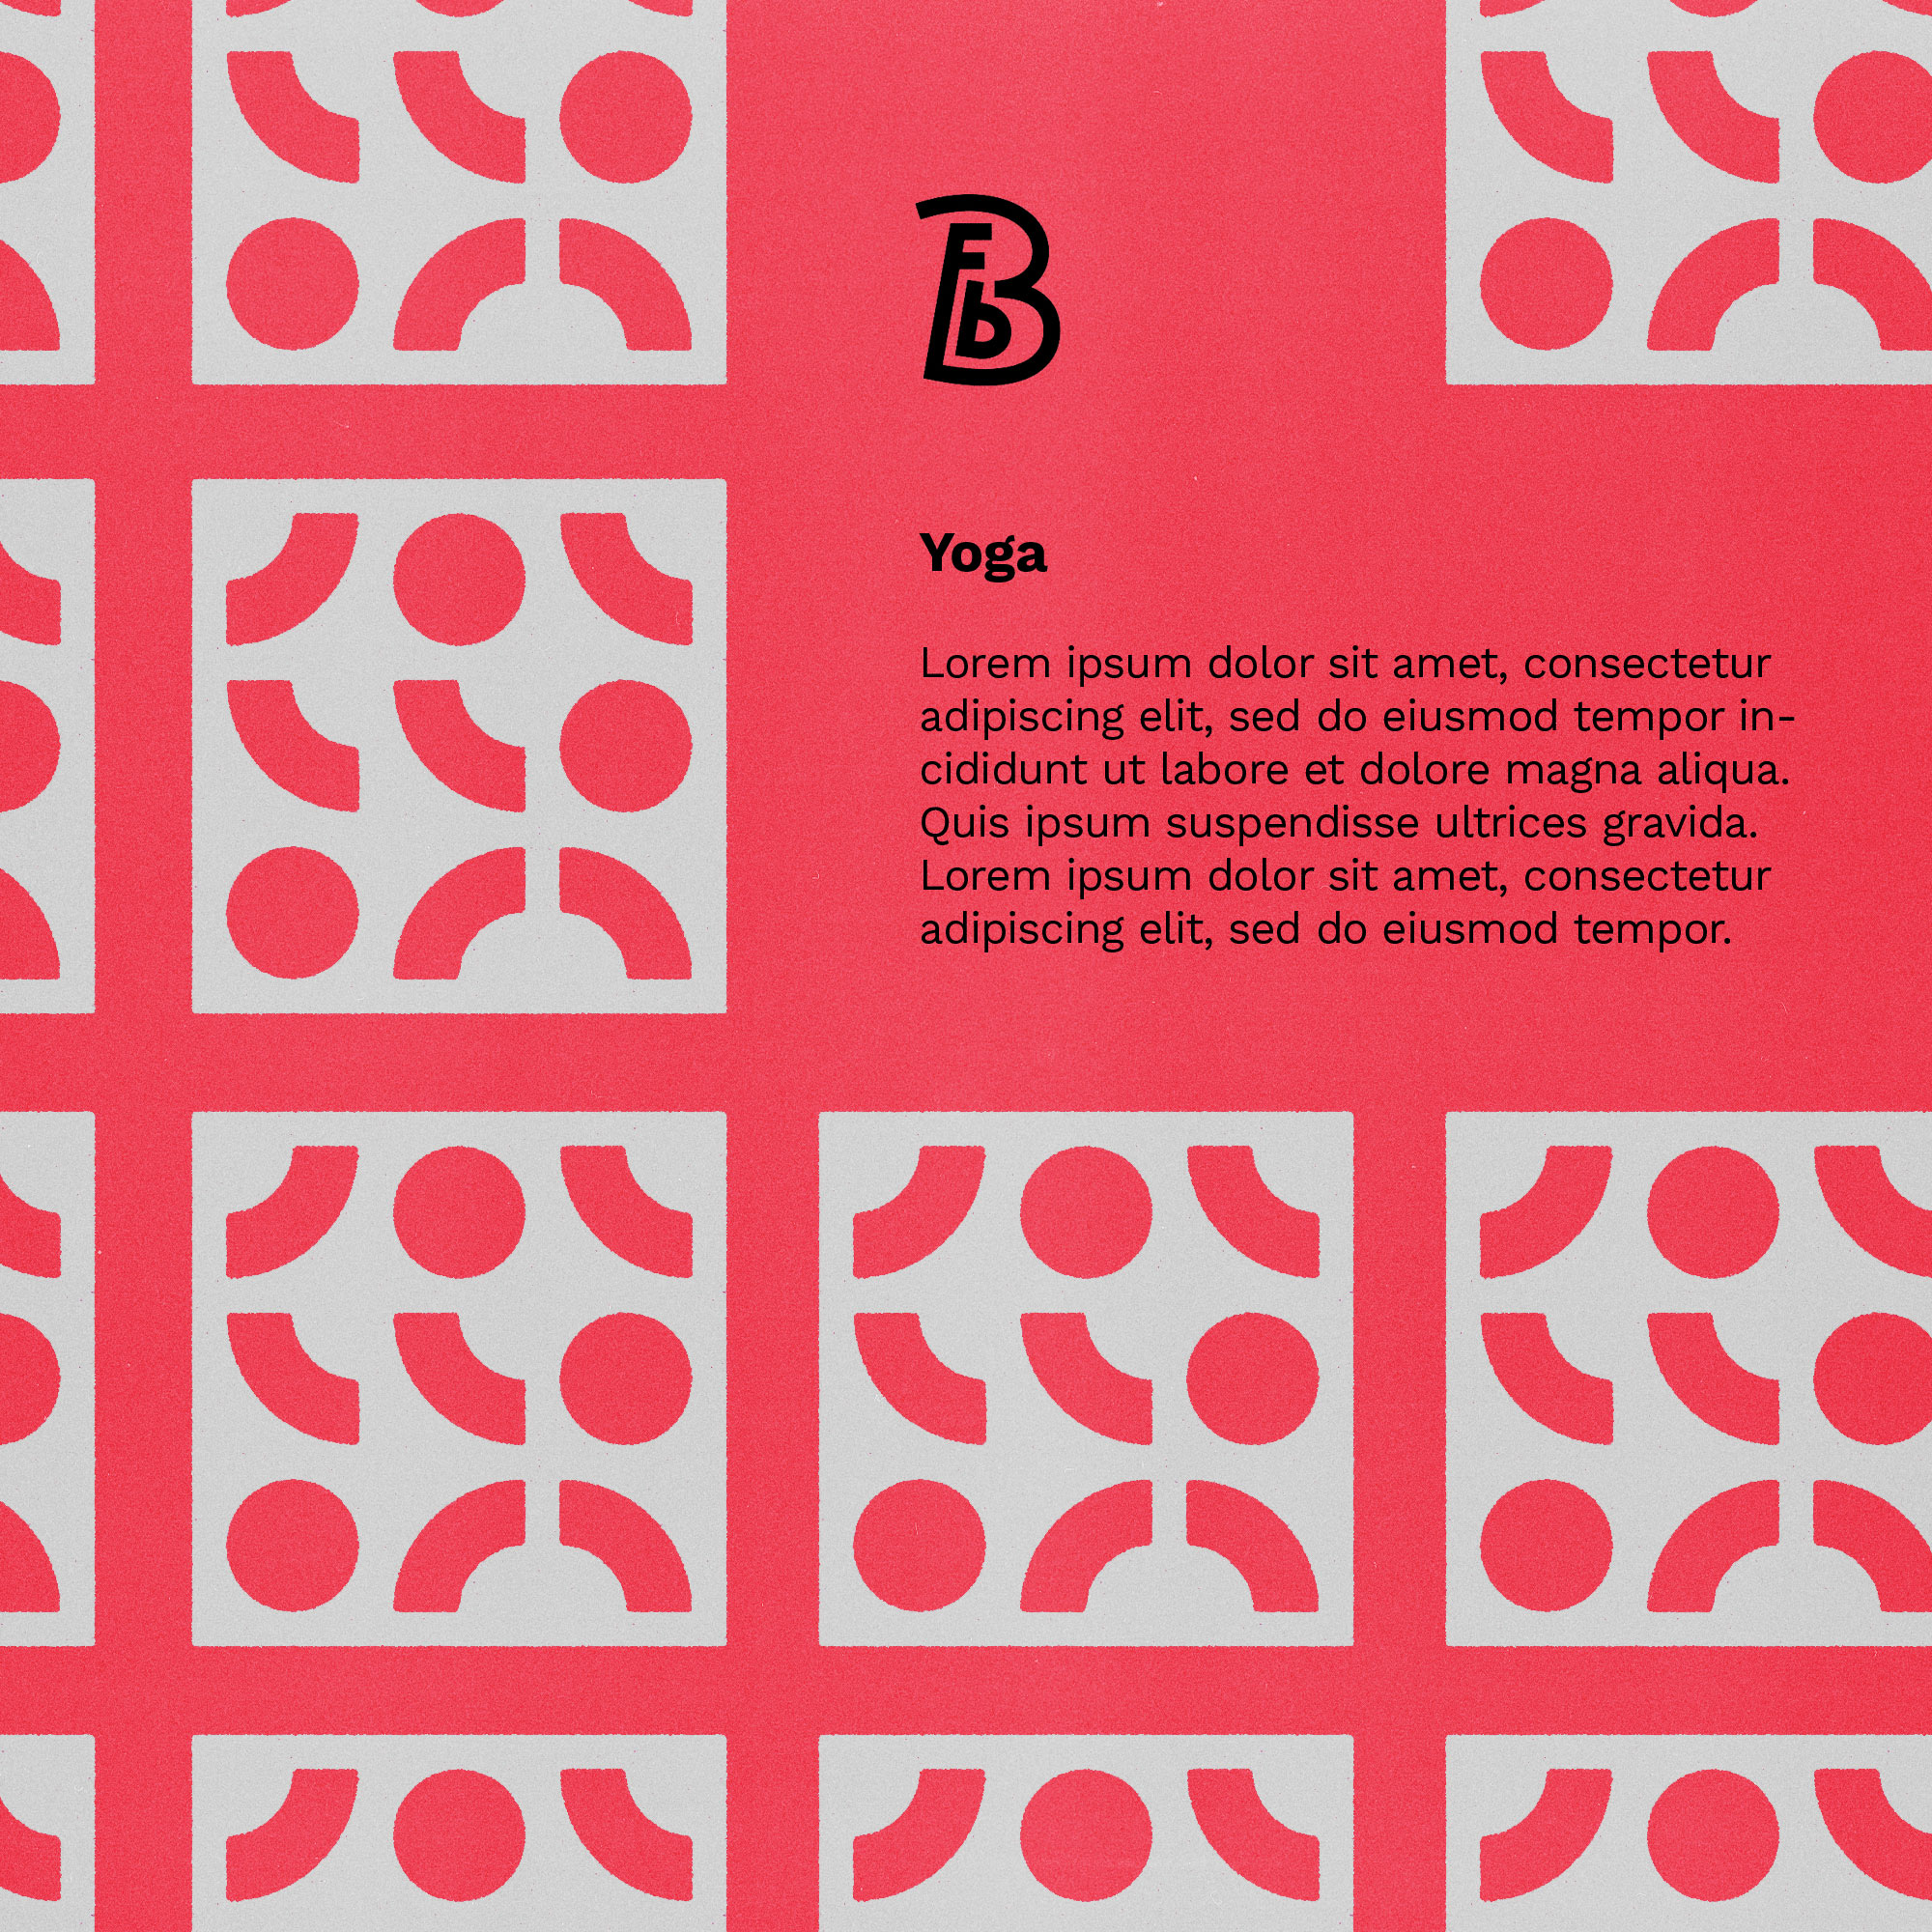 Fb
Yoga
Lorem ipsum dolor sit amet, consectetur
adipiscing elit, sed do eiusmod tempor in-
cididunt ut labore et dolore magna aliqua.
Quis ipsum suspendisse ultrices gravida.
Lorem ipsum dolor sit amet, consectetur
adipiscing elit, sed do eiusmod tempor.